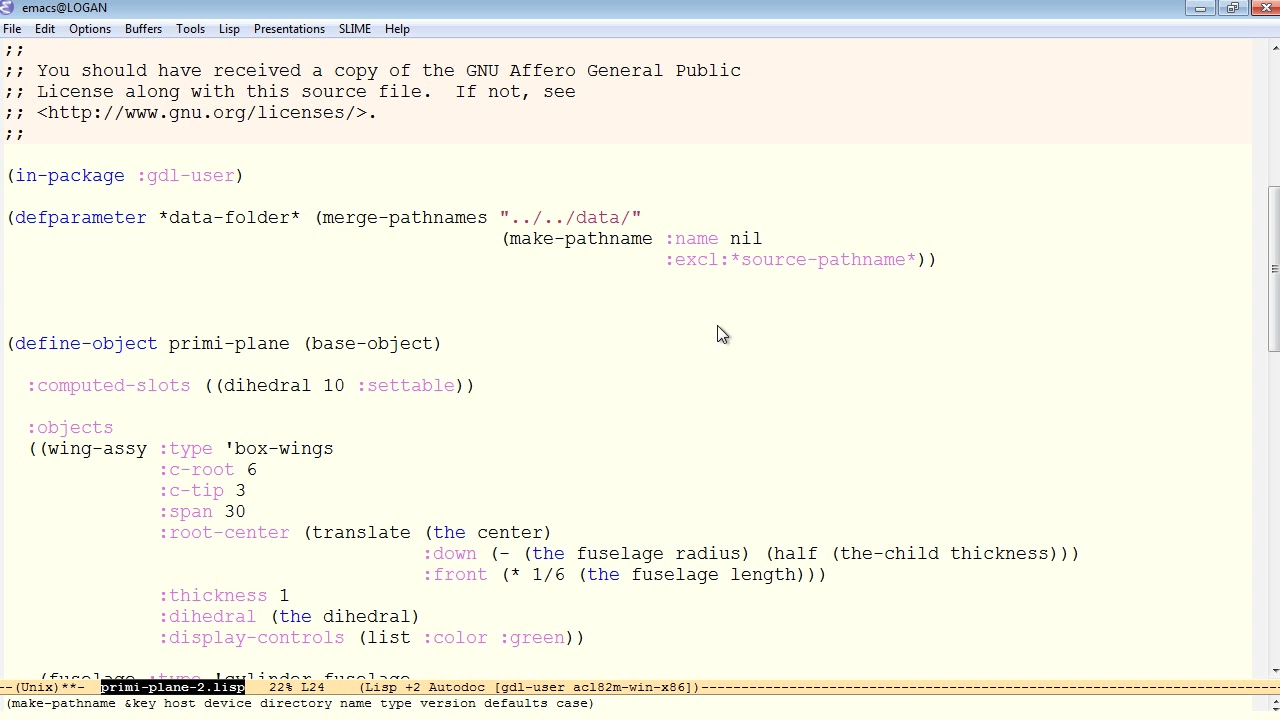 emacs@LOGAN
File Edit Options Buffers Tools Lisp Presentations SLIME Help
;;
;; You should have received a copy of the GNU Affero General Public
;; License along with this source file.  If not, see
;; <http://www.gnu.org/licenses/>.
;;
(in-package :gdl-user)
(defparameter *data-folder* (merge-pathnames "../../data/"
(make-pathname :name nil
:excl:*source-pathname*))
(define-object primi-plane (base-object)
:computed-slots ((dihedral 10 :settable))
:objects
((wing-assy :type 'box-wings
:c-root 6
:c-tip 3
:span 30
:root-center (translate (the center)
:down (- (the fuselage radius) (half (the-child thickness)))
:front (* 1/6 (the fuselage length)))
:thickness 1
:dihedral (the dihedral)
:display-controls (list :color :green))
(fuselage :type 'cylinder-fuselage
--(Unix)**-  primi-plane-2.lisp   22% L24    (Lisp +2 Autodoc [gdl-user acl82m-win-x86])--
(make-pathname &key host device directory name type version defaults case)